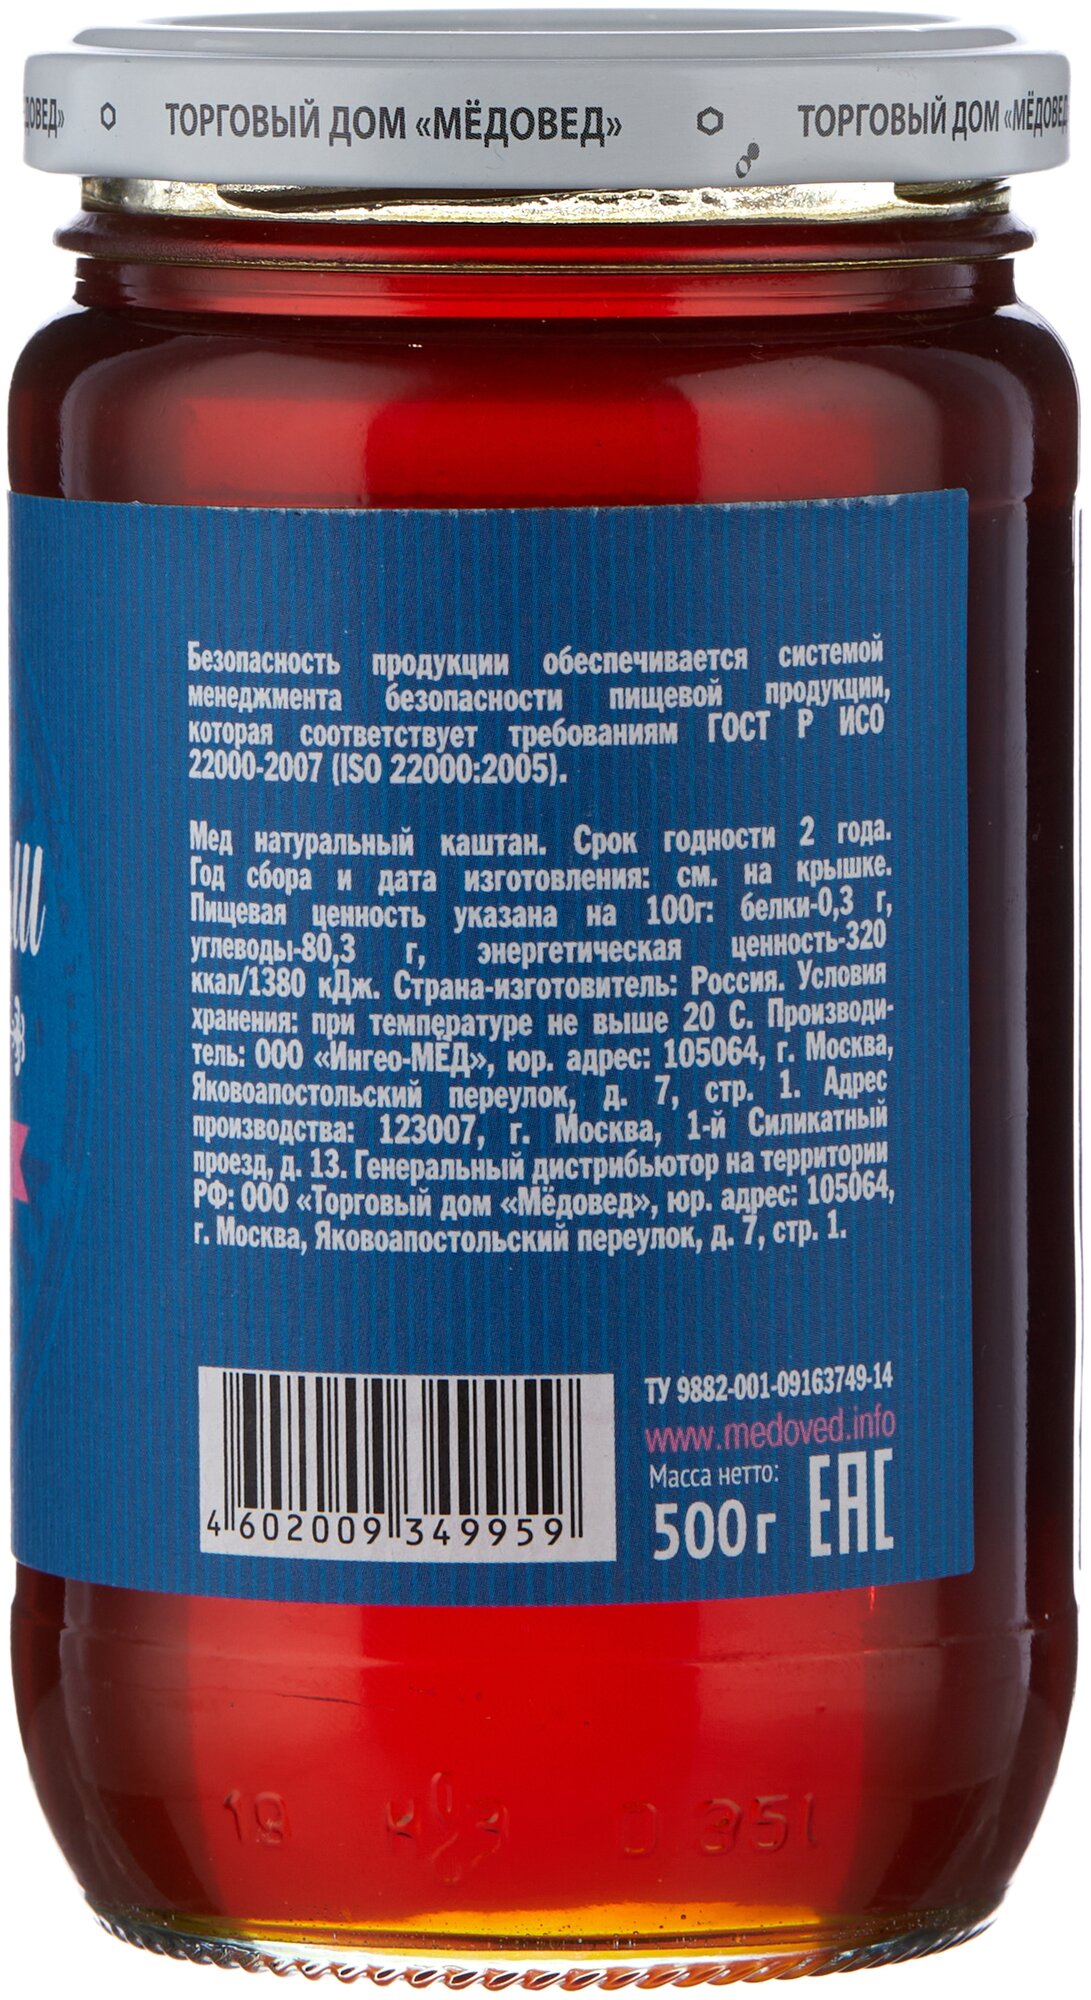 ТОРГОВЫЙ ДОМ «МЁДОВЕД»
ТОРГОВЫЙ ДОМ
Безопасность продукции обеспечивается системой
менеджмента безопасности пищевой продукции,
которая соответствует требованиям ГОСТ Р ИСО
22000-2007 (ISO 22000:2005).
Мед натуральный каштан. Срок годности 2 года.
Год сбора и дата изготовления: см. на крышке.
Пищевая ценность указана на 100г: белки-0,3 г,
углеводы-80,3 г, энергетическая ценность-320
ккал/1380 кДж. Страна-изготовитель: Россия. Условия
хранения: при температуре не выше 20 С. Производи-
тель: ООО «Ингео-МЁД», юр. адрес: 105064, г. Москва,
Яковоапостольский переулок, д. 7, стр. 1. Адрес
производства: 123007, г. Москва, 1-й Силикатный
проезд, д. 13. Генеральный дистрибьютор на территории
РФ: ООО «Торговый дом «Мёдовед», юр. адрес: 105064,
г. Москва, Яковоапостольский переулок, д. 7, стр. 1.
ТУ 9882-001-09163749-14
www.medoved.info
Масса нетто:
500г EAC
4 602009 349959